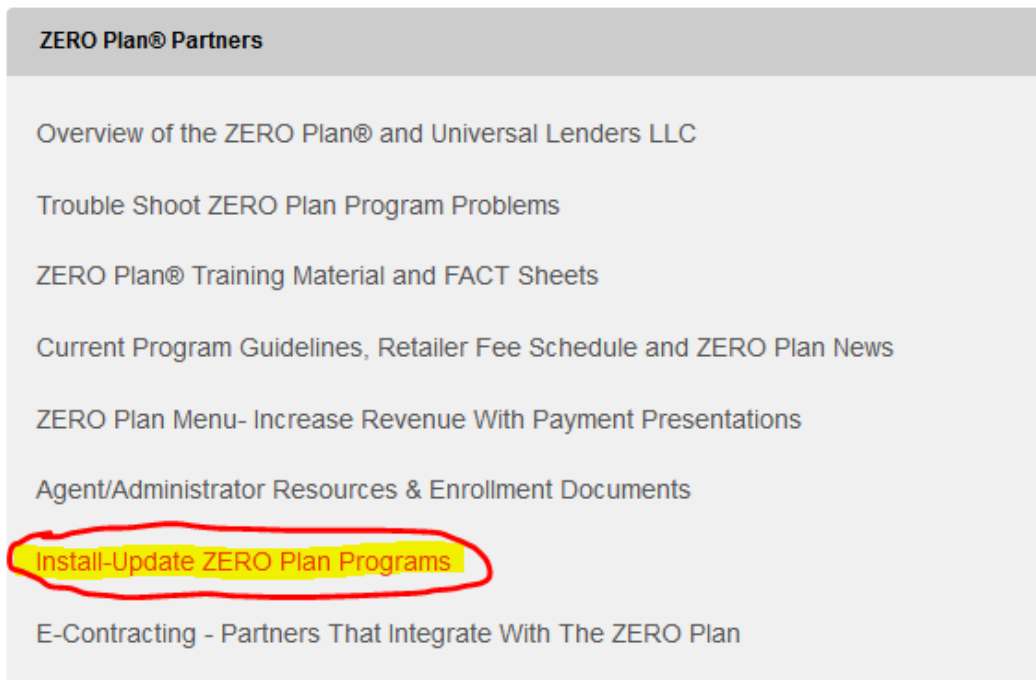 ZERO Plan® Partners
Overview of the ZERO Plan® and Universal Lenders LLC
Trouble Shoot ZERO Plan Program Problems
ZERO Plan® Training Material and FACT Sheets
Current Program Guidelines, Retailer Fee Schedule and ZERO Plan News
ZERO Plan Menu- Increase Revenue With Payment Presentations
Agent/Administrator Resources & Enrollment Documents
Install-Update ZERO Plan Programs
E-Contracting - Partners That Integrate With The ZERO Plan